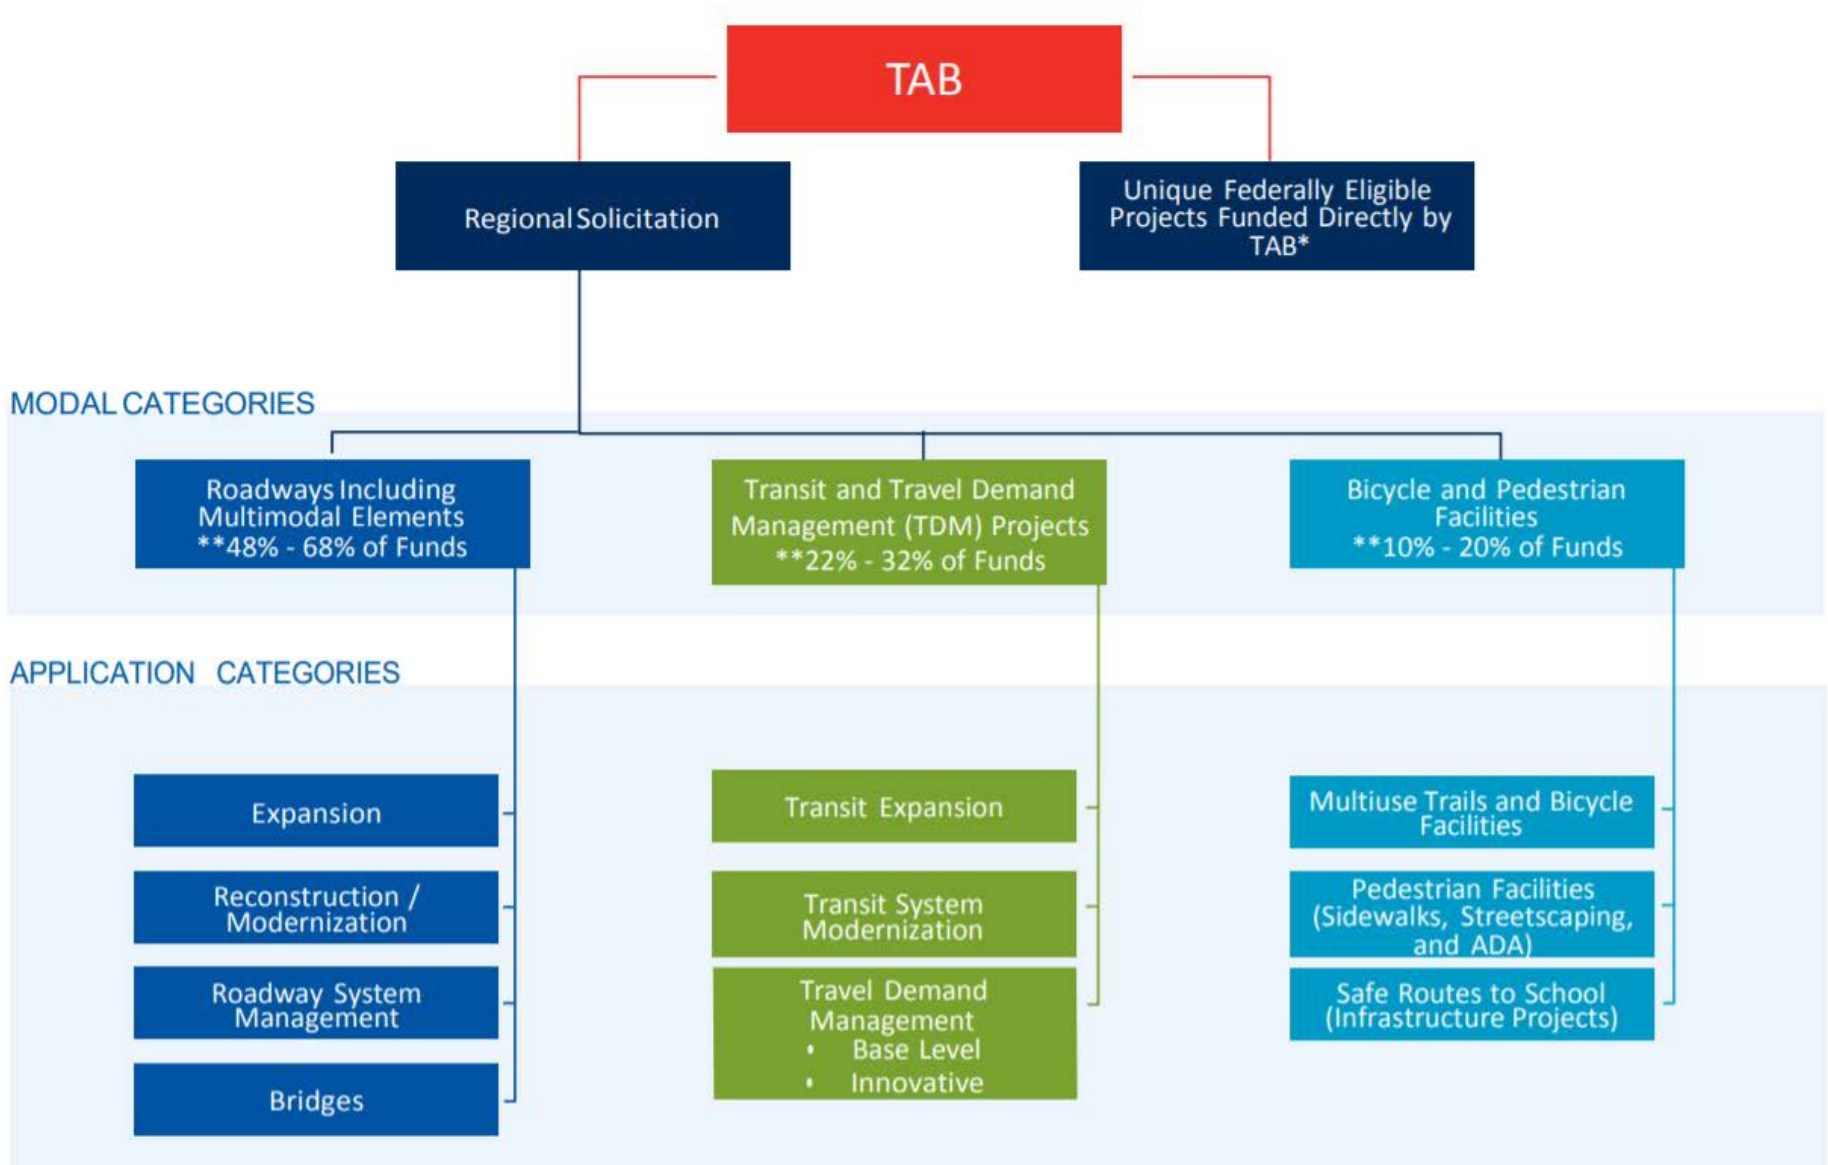 TAB
Regional Solicitation
Unique Federally Eligible
Projects Funded Directly by
TAB*
MODAL CATEGORIES
Roadways Including
Multimodal Elements
**48% - 68% of Funds
Transit and Travel Demand
Management (TDM) Projects
**22% - 32% of Funds
Bicycle and Pedestrian
Facilities
**10% - 20% of Funds
APPLICATION CATEGORIES
Expansion
Reconstruction /
Modernization
Roadway System
Management
Bridges
Transit Expansion
Transit System
Modernization
Travel Demand
Management
• Base Level
• Innovative
Multiuse Trails and Bicycle
Facilities
Pedestrian Facilities
(Sidewalks, Streetscaping,
and ADA)
Safe Routes to School
(Infrastructure Projects)